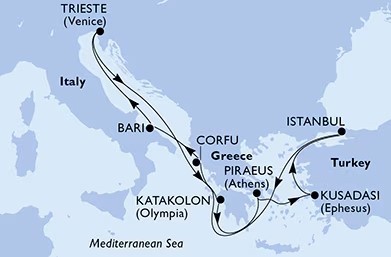 TRIESTE
(Venice)
Italy
BARI
CORFU
Greece
PIRAEUS
(Athens)
ISTANBUL
Turkey
KATAKOLON
(Olympia)
KUSADASI
(Ephesus)
Mediterranean Sea